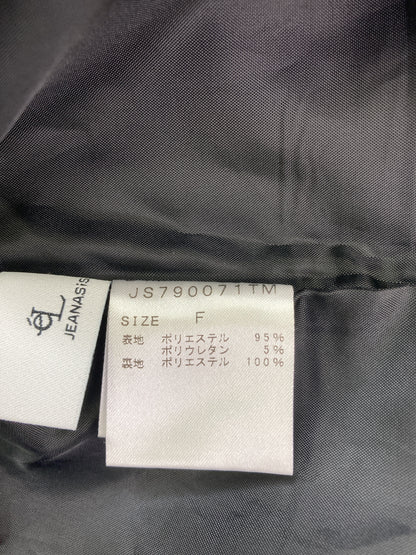 JEANASiS
JS790071TM
SIZE F
表地 ポリエステル 95%
ポリウレタン 5%
裏地 ポリエステル 100%